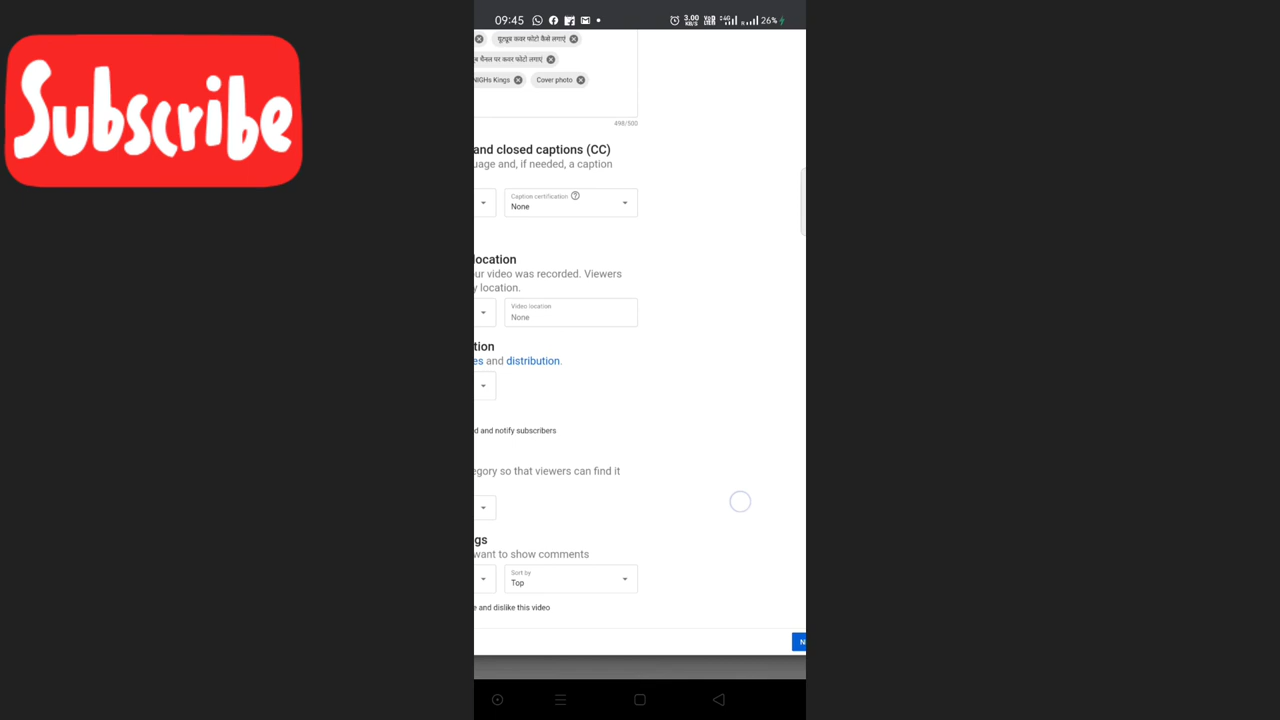 Subscribe
09:45
3.00 KB/S
26%
यूट्यूब कवर फोटो कैसे लगाएं
ब चैनल पर कवर फोटो लगाएं
NIGHs Kings
Cover photo
498/500
and closed captions (CC)
uage and, if needed, a caption
Caption certification
None
location
ur video was recorded. Viewers
y location.
Video location
None
tion
es and distribution.
d and notify subscribers
egory so that viewers can find it
gs
want to show comments
Sort by
Top
e and dislike this video
N